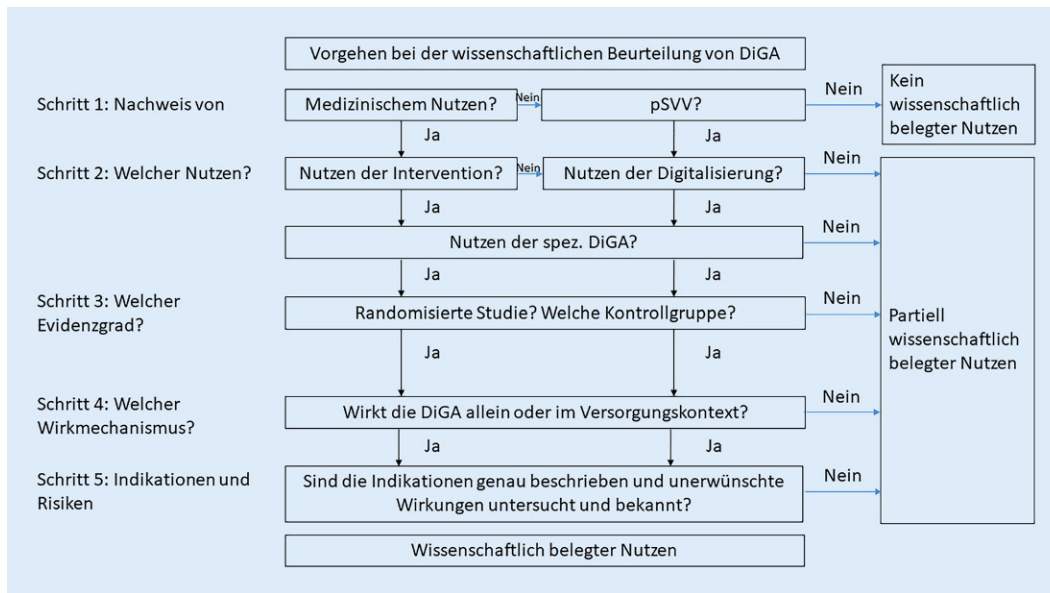 Vorgehen bei der wissenschaftlichen Beurteilung von DiGA
Schritt 1: Nachweis von
Medizinischem Nutzen?
Nein
pSVV?
Nein
Kein
wissenschaftlich
belegter Nutzen
Ja
Ja
Schritt 2: Welcher Nutzen?
Nutzen der Intervention?
Nein
Nutzen der Digitalisierung?
Nein
Ja
Ja
Nutzen der spez. DiGA?
Nein
Ja
Ja
Schritt 3: Welcher
Evidenzgrad?
Randomisierte Studie? Welche Kontrollgruppe?
Nein
Partiell
wissenschaftlich
belegter Nutzen
Ja
Ja
Schritt 4: Welcher
Wirkmechanismus?
Wirkt die DiGA allein oder im Versorgungskontext?
Nein
Ja
Ja
Schritt 5: Indikationen und
Risiken
Sind die Indikationen genau beschrieben und unerwünschte
Wirkungen untersucht und bekannt?
Nein
Wissenschaftlich belegter Nutzen